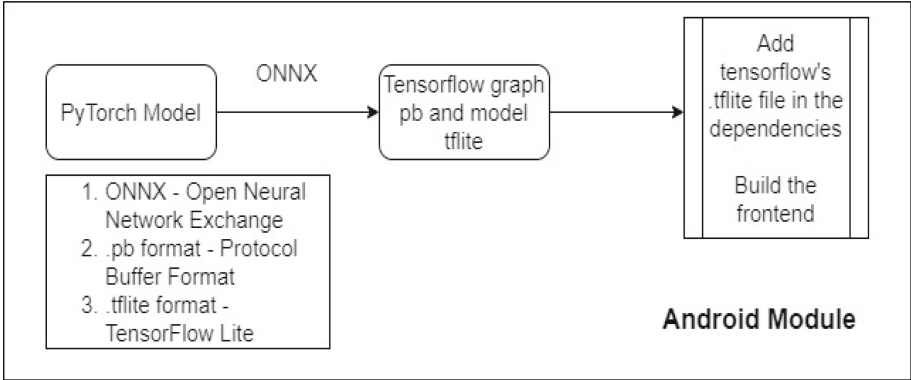 PyTorch Model
ONNX
Tensorflow graph
pb and model
tflite
Add
tensorflow's
.tflite file in the
dependencies
Build the
frontend
1. ONNX - Open Neural
Network Exchange
2. .pb format - Protocol
Buffer Format
3. .tflite format -
TensorFlow Lite
Android Module